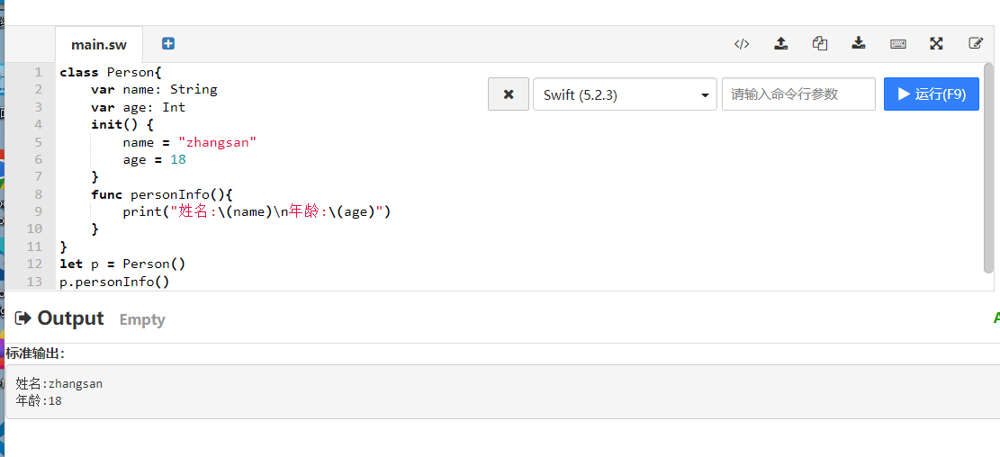 main.sw
Swift (5.2.3)
请输入命令行参数
运行(F9)
1 class Person{
2     var name: String
3     var age: Int
4     init() {
5         name = "zhangsan"
6         age = 18
7     }
8     func personInfo(){
9         print("姓名:\(name)\n年龄:\(age)")
10     }
11 }
12 let p = Person()
13 p.personInfo()
Output Empty
标准输出:
姓名:zhangsan
年龄:18